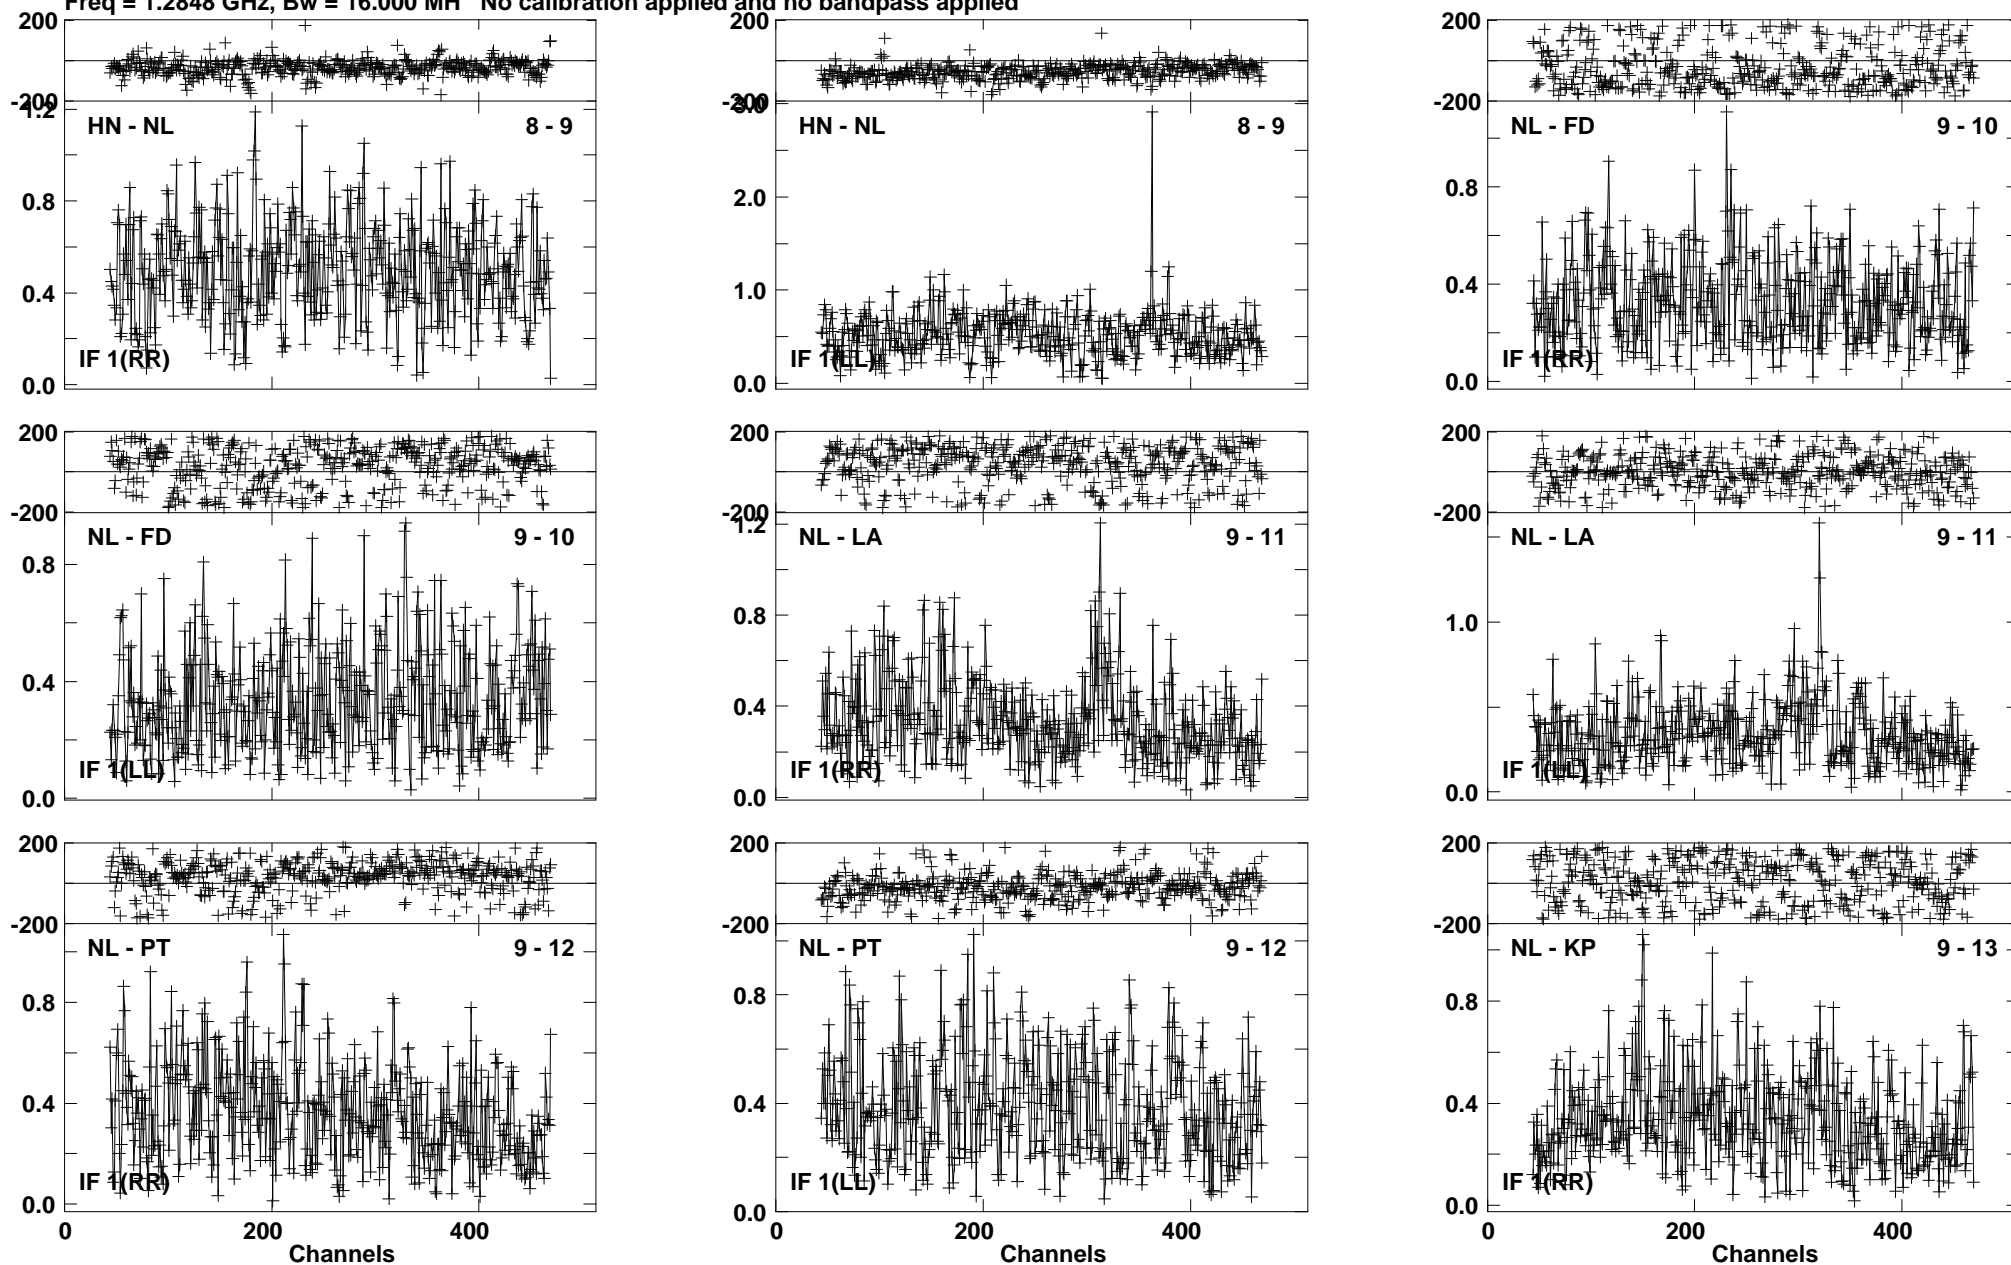 Freq = 1.2848 GHz, Bw = 16.000 MH No calibration applied and no bandpass applied
200 200 200
-200 -200 -200
1.2 3.0
HN - NL 8 - 9 HN - NL 8 - 9 NL - FD 9 - 10
0.8 2.0 0.8
0.4 1.0 0.4
IF 1(RR) IF 1(LL) IF 1(RR)
0.0 0.0 0.0
200 200 200
-200 -200 -200
1.2
NL - FD 9 - 10 NL - LA 9 - 11 NL - LA 9 - 11
0.8 0.8 1.0
0.4 0.4
IF 1(LL) IF 1(RR) IF 1(LL)
0.0 0.0 0.0
200 200 200
-200 -200 -200
NL - PT 9 - 12 NL - PT 9 - 12 NL - KP 9 - 13
0.8 0.8 0.8
0.4 0.4 0.4
IF 1(RR) IF 1(LL) IF 1(RR)
0.0 0.0 0.0
0 200 400 0 200 400 0 200 400
Channels Channels Channels